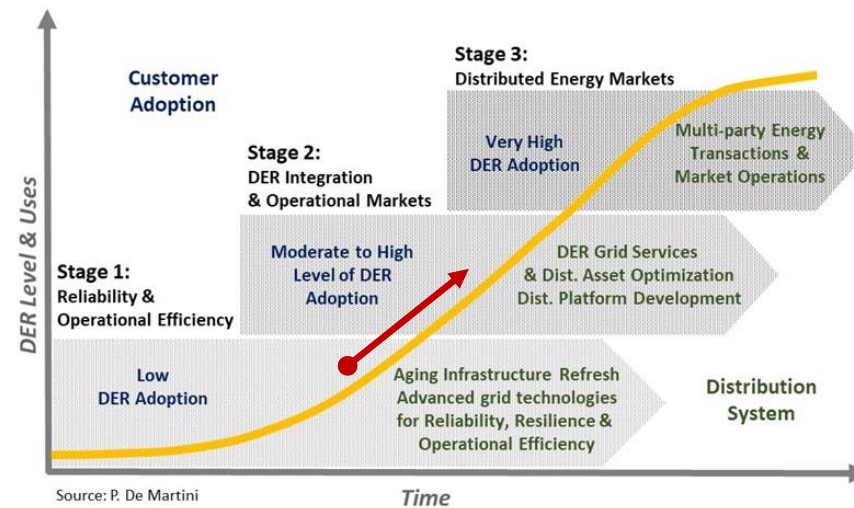 Customer
Adoption
Stage 3:
Distributed Energy Markets
Very High
DER Adoption
Multi-party Energy
Transactions &
Market Operations
Stage 2:
DER Integration
& Operational Markets
Moderate to High
Level of DER
Adoption
DER Grid Services
& Dist. Asset Optimization
Dist. Platform Development
Stage 1:
Reliability &
Operational Efficiency
Low
DER Adoption
Aging Infrastructure Refresh
Advanced grid technologies
for Reliability, Resilience &
Operational Efficiency
Distribution
System
DER Level & Uses
Source: P. De Martini
Time